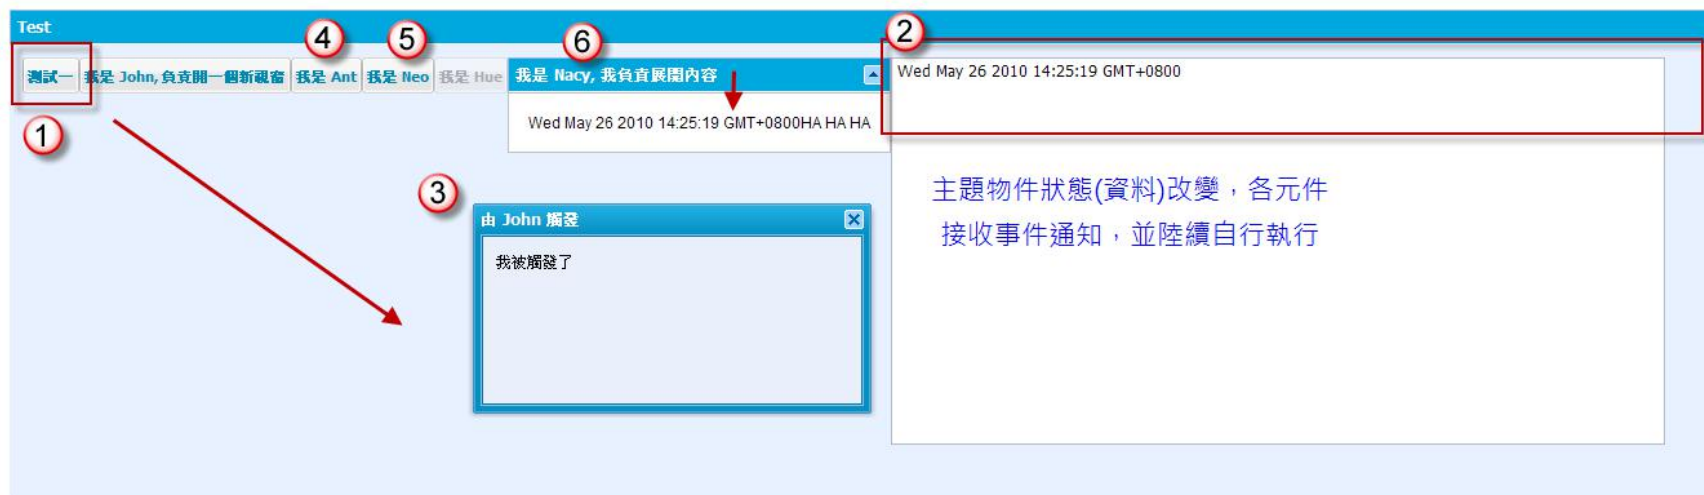 Test
測試一
我是 John, 負責開一個新視窗
我是 Ant
我是 Neo
我是 Hue
我是 Nacy, 我負責展開內容
Wed May 26 2010 14:25:19 GMT+0800HA HA HA
Wed May 26 2010 14:25:19 GMT+0800
1
2
3
4
5
6
由 John 觸發
我被觸發了
主題物件狀態(資料)改變，各元件
接收事件通知，並陸續自行執行